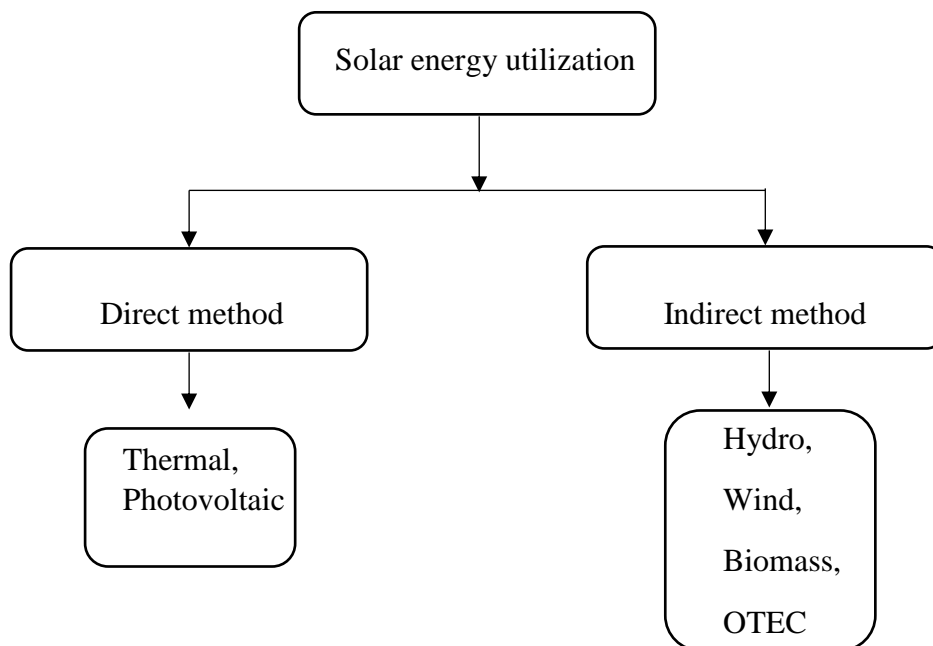 Solar energy utilization
Direct method
Indirect method
Thermal,
Photovoltaic
Hydro,
Wind,
Biomass,
OTEC